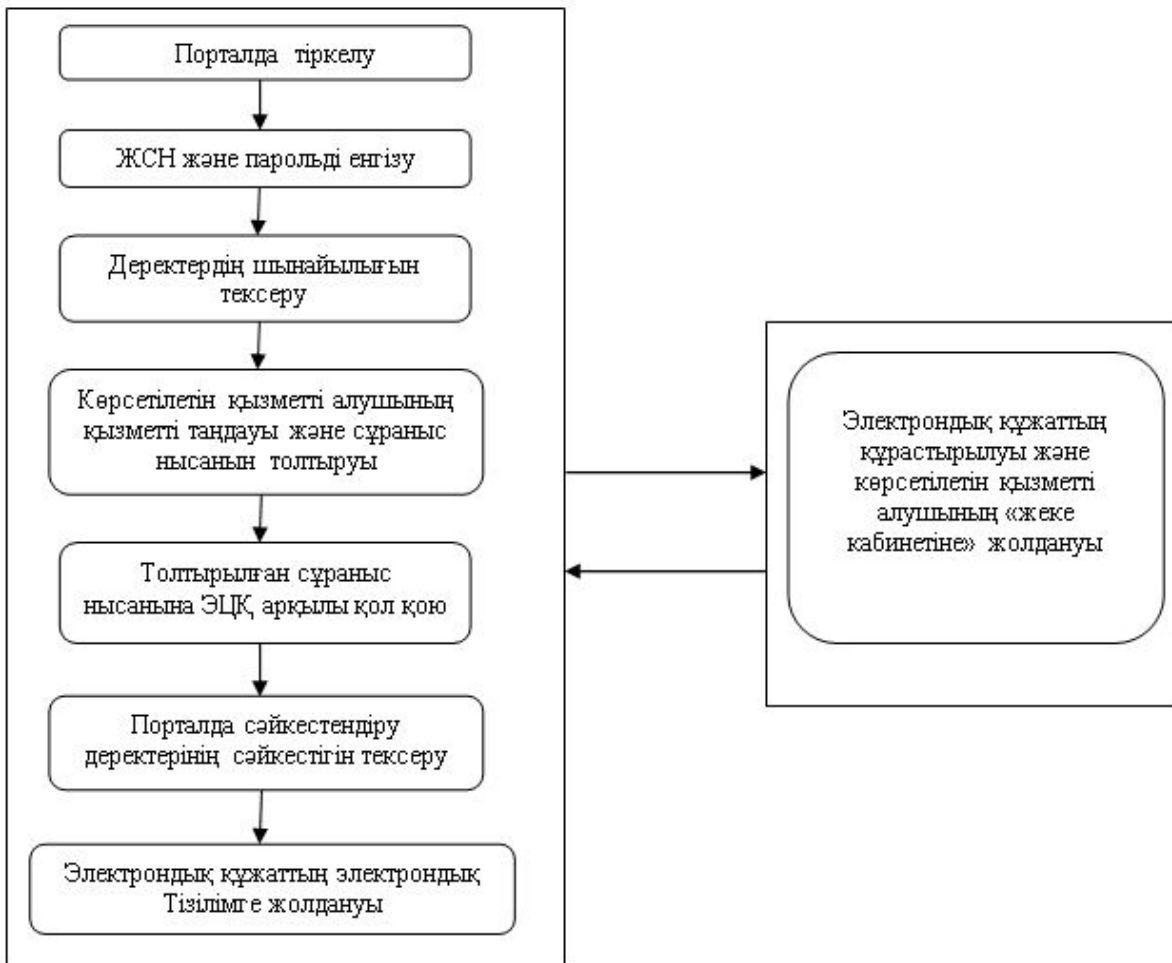 Порталда тіркелу
ЖСН және парольді енгізу
Деректердің шынайылығын
тексеру
Көрсетілетін қызметті алушының
қызметті таңдауы және сұраныс
нысанын толтыруы
Толтырылған сұраныс
нысанына ЭЦҚ арқылы қол қою
Порталда сәйкестендіру
деректерінің сәйкестігін тексеру
Электрондық құжаттың электрондық
Тізілімге жолдануы
Электрондық құжаттың
құрастырылуы және
көрсетілетін қызметті
алушының «жеке
кабинетіне» жолдануы